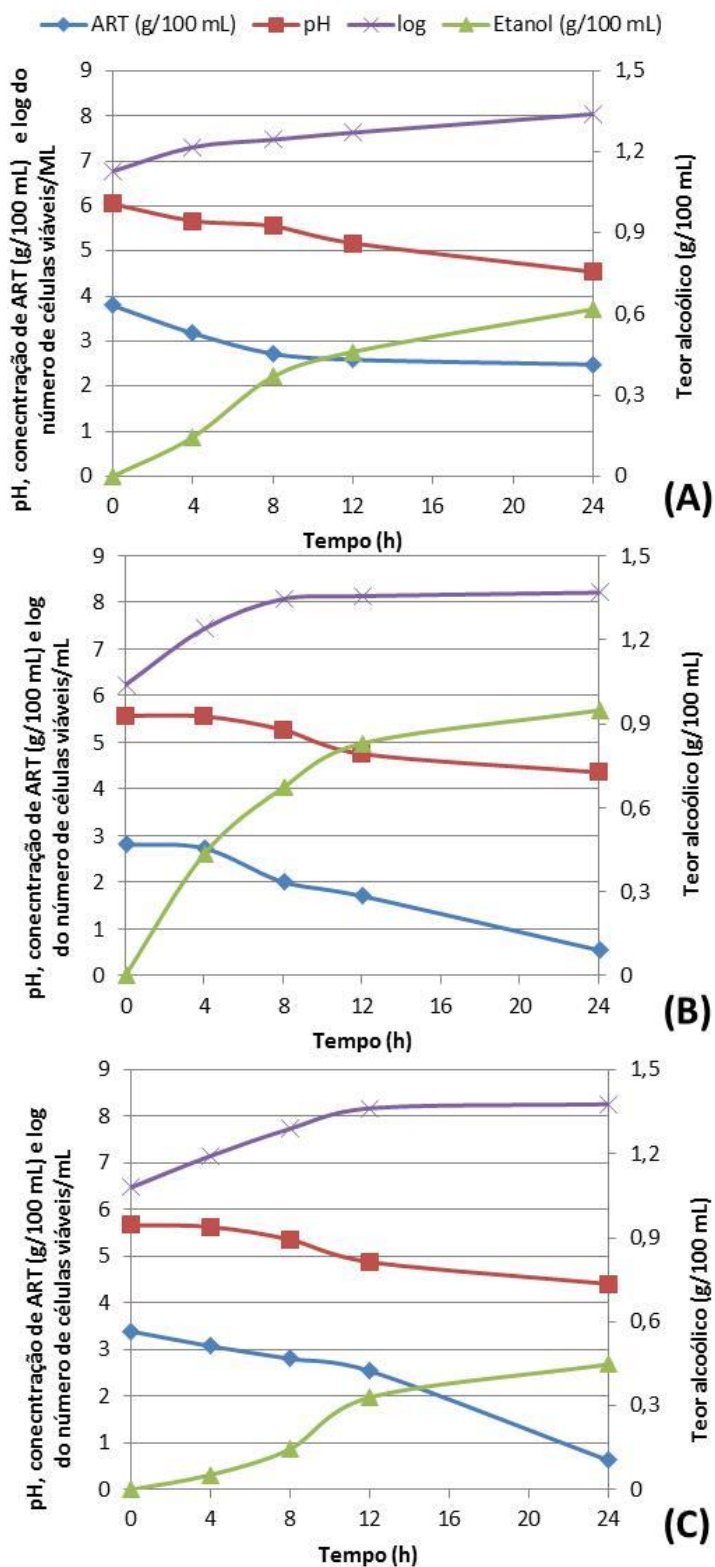 ART (g/100 mL) pH log Etanol (g/100 mL)
pH, conecntração de ART (g/100 mL) e log do
número de células viáveis/ML
9
8
7
6
5
4
3
2
1
0
1,5
1,2
0,9
0,6
0,3
0
Teor alcoólico (g/100 mL)
0 4 8 12 16 20 24
Tempo (h)
(A)
pH, conecntração de ART (g/100 mL) e log
do número de células viáveis/mL
9
8
7
6
5
4
3
2
1
0
1,5
1,2
0,9
0,6
0,3
0
Teor alcoólico (g/100 mL)
0 4 8 12 16 20 24
Tempo (h)
(B)
pH, conecntração de ART (g/100 mL) e log
do número de células viáveis/mL
9
8
7
6
5
4
3
2
1
0
1,5
1,2
0,9
0,6
0,3
0
Teor alcoólico (g/100 mL)
0 4 8 12 16 20 24
Tempo (h)
(C)